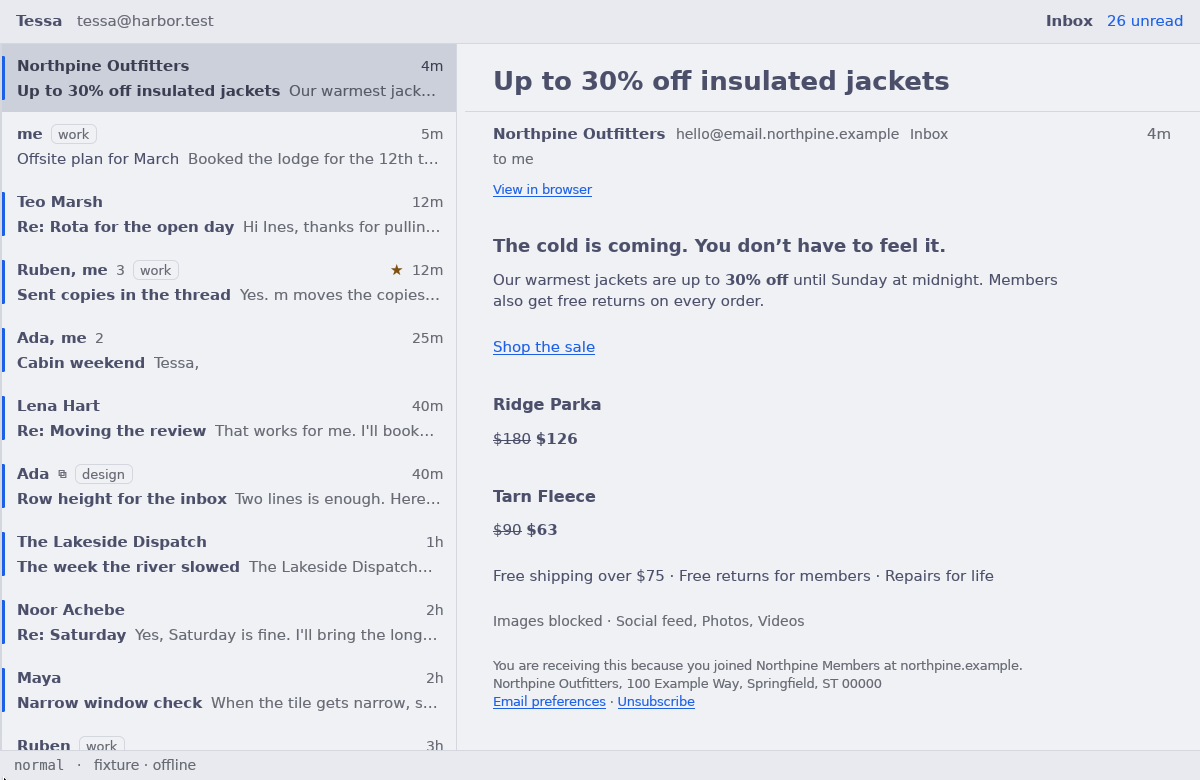 Tessa tessa@harbor.test Inbox 26 unread
Northpine Outfitters 4m
Up to 30% off insulated jackets Our warmest jack…
me work 5m
Offsite plan for March Booked the lodge for the 12th t…
Teo Marsh 12m
Re: Rota for the open day Hi Ines, thanks for pullin…
Ruben, me 3 work ★ 12m
Sent copies in the thread Yes. m moves the copies…
Ada, me 2 25m
Cabin weekend Tessa,
Lena Hart 40m
Re: Moving the review That works for me. I'll book…
Ada design 40m
Row height for the inbox Two lines is enough. Here…
The Lakeside Dispatch 1h
The week the river slowed The Lakeside Dispatch…
Noor Achebe 2h
Re: Saturday Yes, Saturday is fine. I'll bring the long…
Maya 2h
Narrow window check When the tile gets narrow, s…
Ruben work 3h
Up to 30% off insulated jackets
Northpine Outfitters hello@email.northpine.example Inbox 4m
to me
View in browser
The cold is coming. You don’t have to feel it.
Our warmest jackets are up to 30% off until Sunday at midnight. Members
also get free returns on every order.
Shop the sale
Ridge Parka
$180 $126
Tarn Fleece
$90 $63
Free shipping over $75 · Free returns for members · Repairs for life
Images blocked · Social feed, Photos, Videos
You are receiving this because you joined Northpine Members at northpine.example.
Northpine Outfitters, 100 Example Way, Springfield, ST 00000
Email preferences · Unsubscribe
normal · fixture · offline